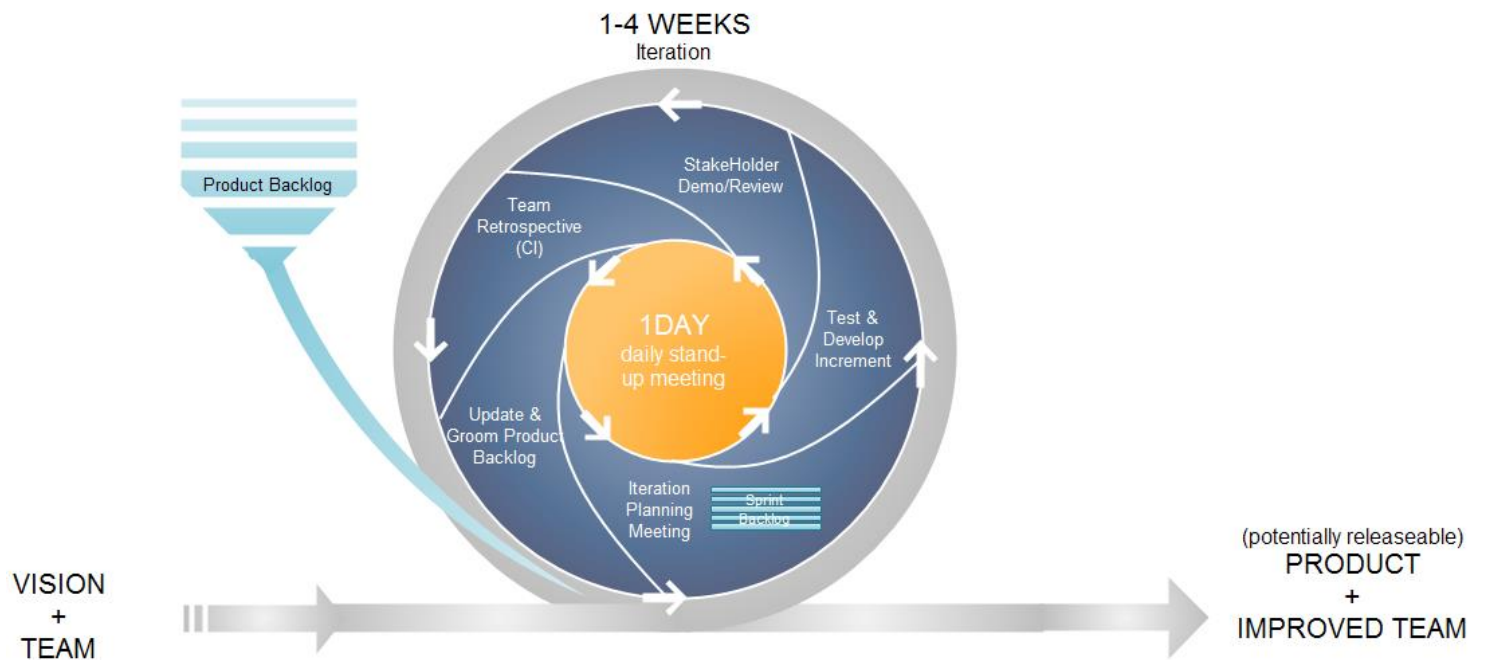 1-4 WEEKS
Iteration
Product Backlog
StakeHolder
Demo/Review
Team
Retrospective
(CI)
1DAY
daily stand-
up meeting
Test &
Develop
Increment
Update &
Groom Product
Backlog
Iteration
Planning
Meeting
Sprint
Backlog
VISION
+
TEAM
(potentially releaseable)
PRODUCT
+
IMPROVED TEAM